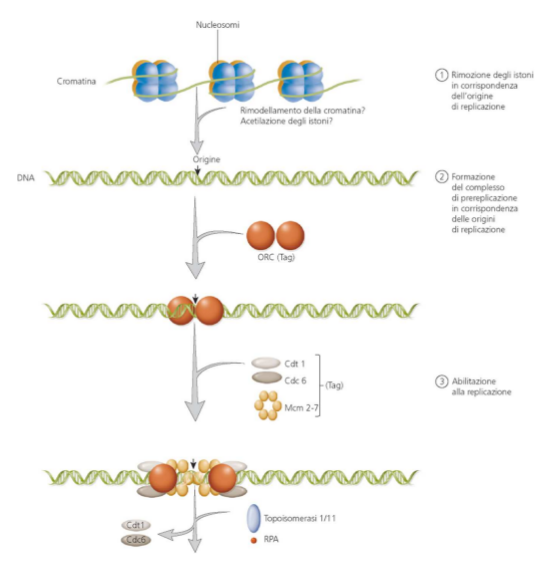 Nucleosomi
Cromatina
1 Rimozione degli istoni
in corrispondenza
dell'origine
di replicazione
Rimodellamento della cromatina?
Acetilazione degli istoni?
Origine
DNA
2 Formazione
del complesso
di prereplicazione
in corrispondenza
delle origini
di replicazione
ORC (Tag)
Cdt 1
Cdc 6
(Tag)
Mcm 2-7
3 Abilitazione
alla replicazione
Topoisomerasi 1/11
Cdt1
Cdc6
RPA